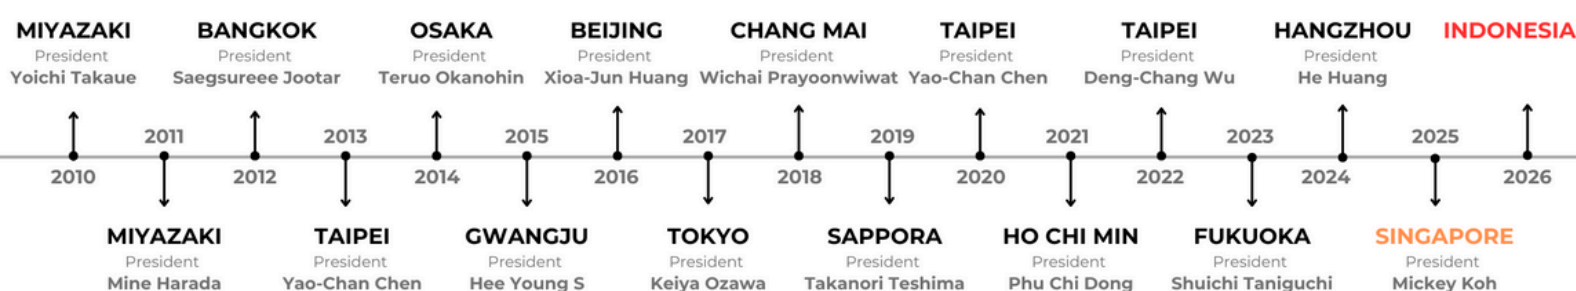 MIYAZAKI BANGKOK OSAKA BEIJING CHANG MAI TAIPEI TAIPEI HANGZHOU INDONESIA
President President President President President President President President
Yoichi Takaue Saegsureee Jootar Teruo Okanohin Xioa-Jun Huang Wichai Prayoonwiwat Yao-Chan Chen Deng-Chang Wu He Huang
2011 2013 2015 2017 2019 2021 2023 2025
2010 2012 2014 2016 2018 2020 2022 2024 2026
MIYAZAKI TAIPEI GWANGJU TOKYO SAPPORA HO CHI MIN FUKUOKA SINGAPORE
President President President President President President President President
Mine Harada Yao-Chan Chen Hee Young S Keiya Ozawa Takanori Teshima Phu Chi Dong Shuichi Taniguchi Mickey Koh